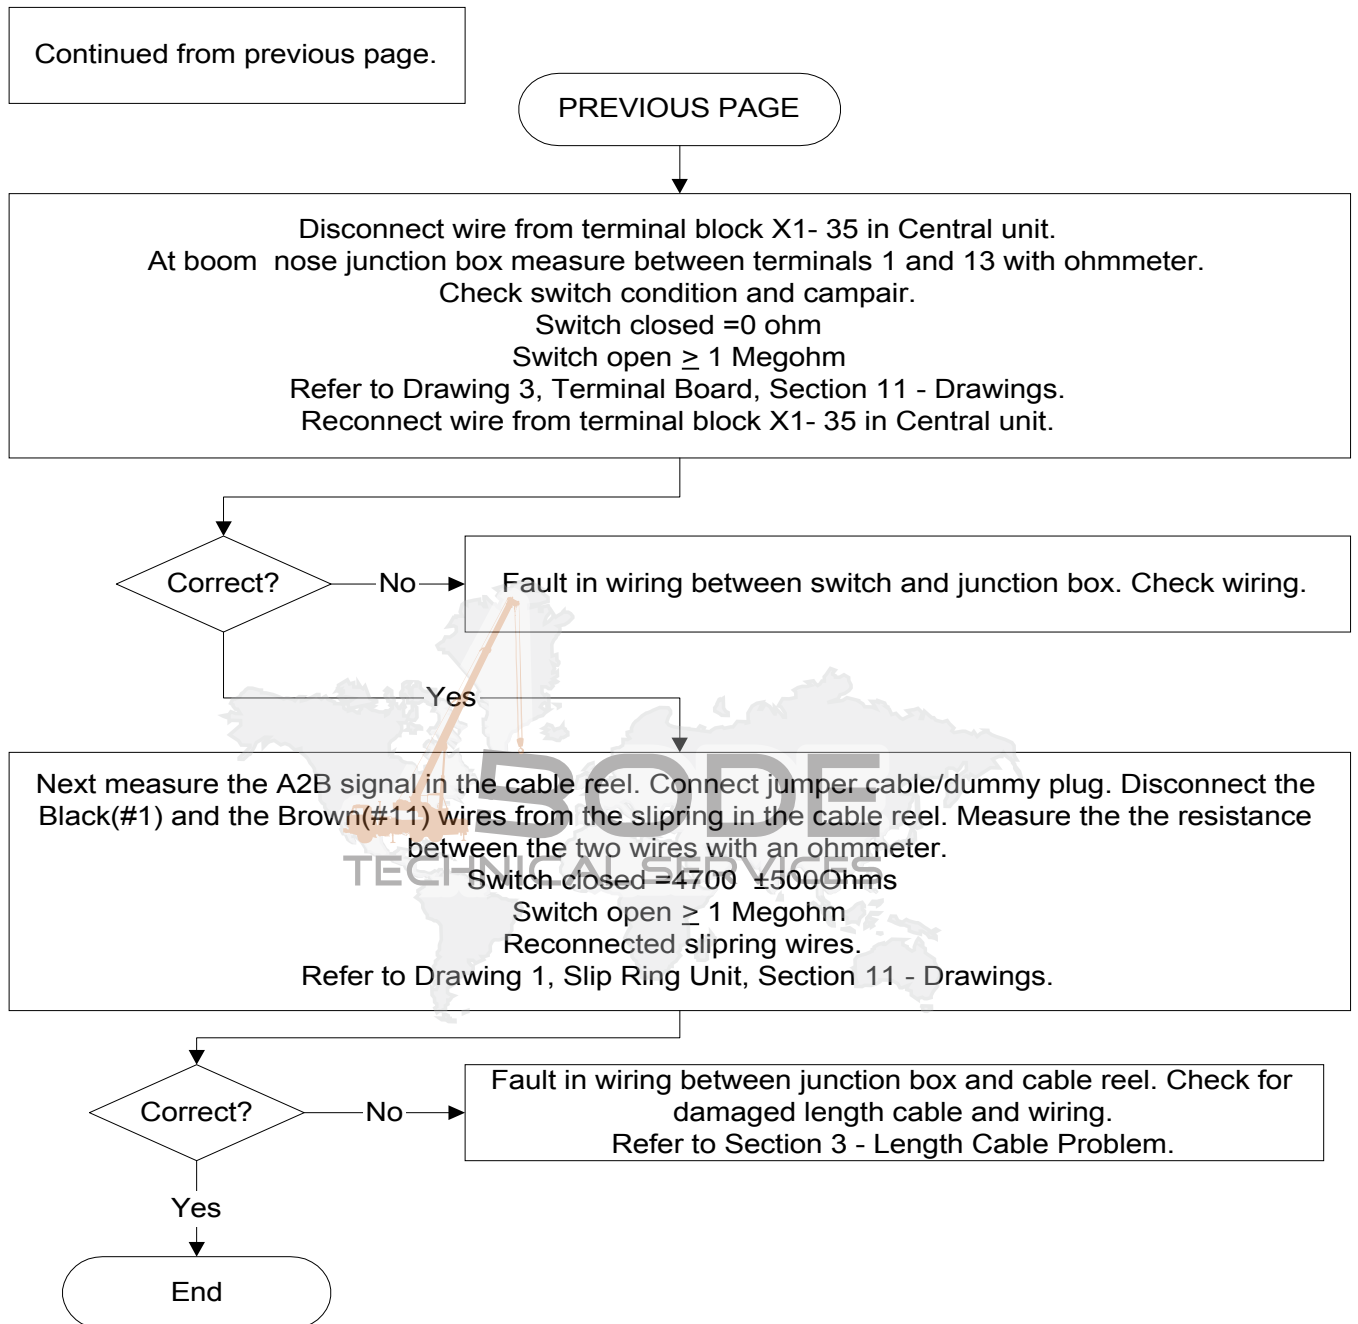 Continued from previous page.
PREVIOUS PAGE
Disconnect wire from terminal block X1- 35 in Central unit.
At boom nose junction box measure between terminals 1 and 13 with ohmmeter.
Check switch condition and campair.
Switch closed =0 ohm
Switch open ≥ 1 Megohm
Refer to Drawing 3, Terminal Board, Section 11 - Drawings.
Reconnect wire from terminal block X1- 35 in Central unit.
Correct?
No
Fault in wiring between switch and junction box. Check wiring.
Yes
Next measure the A2B signal in the cable reel. Connect jumper cable/dummy plug. Disconnect the
Black(#1) and the Brown(#11) wires from the slipring in the cable reel. Measure the the resistance
between the two wires with an ohmmeter.
Switch closed =4700 ±500Ohms
Switch open ≥ 1 Megohm
Reconnected slipring wires.
Refer to Drawing 1, Slip Ring Unit, Section 11 - Drawings.
BODE
TECHNICAL SERVICES
Correct?
No
Fault in wiring between junction box and cable reel. Check for
damaged length cable and wiring.
Refer to Section 3 - Length Cable Problem.
Yes
End